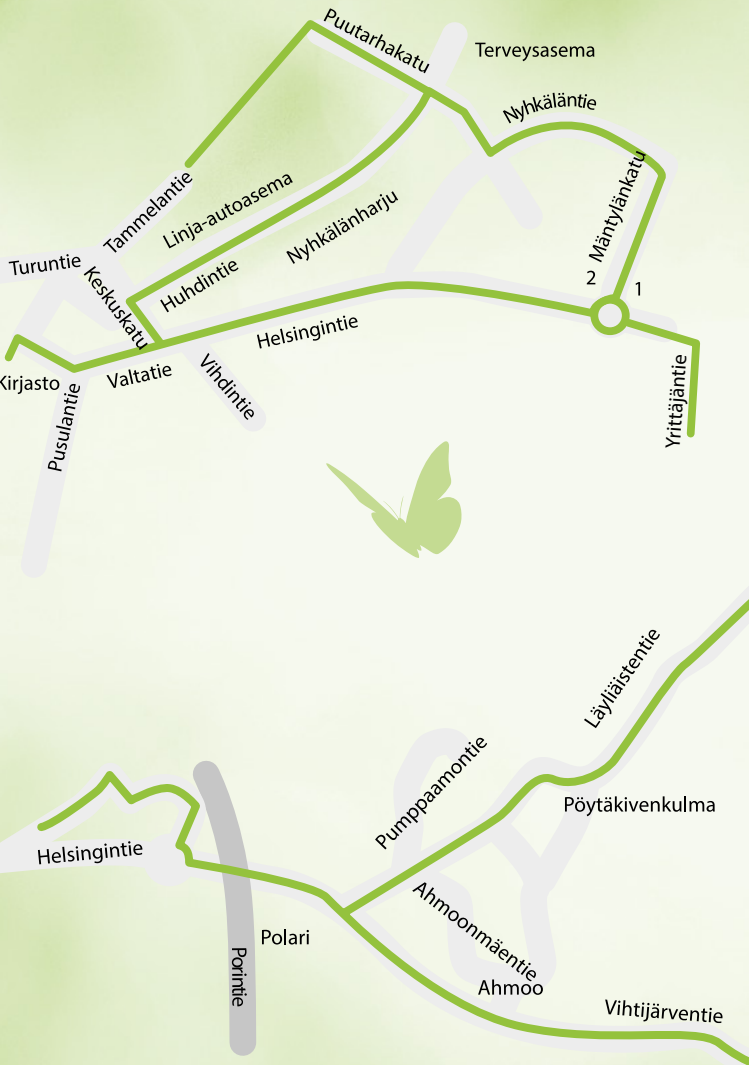 Puutarhakatu
Terveysasema
Nyhkäläntie
Mäntylänkatu
Tammelantie
Linja-autoasema
Nyhkälänharju
Turuntie
Keskuskatu
Huhdintie
2
1
Helsingintie
Kirjasto
Valtatie
Vihdintie
Pusulantie
Yrittäjäntie
Läyliäistentie
Pumppaamontie
Pöytäkivenkulma
Helsingintie
Ahmoonmäentie
Polari
Porintie
Ahmoo
Vihtijärventie